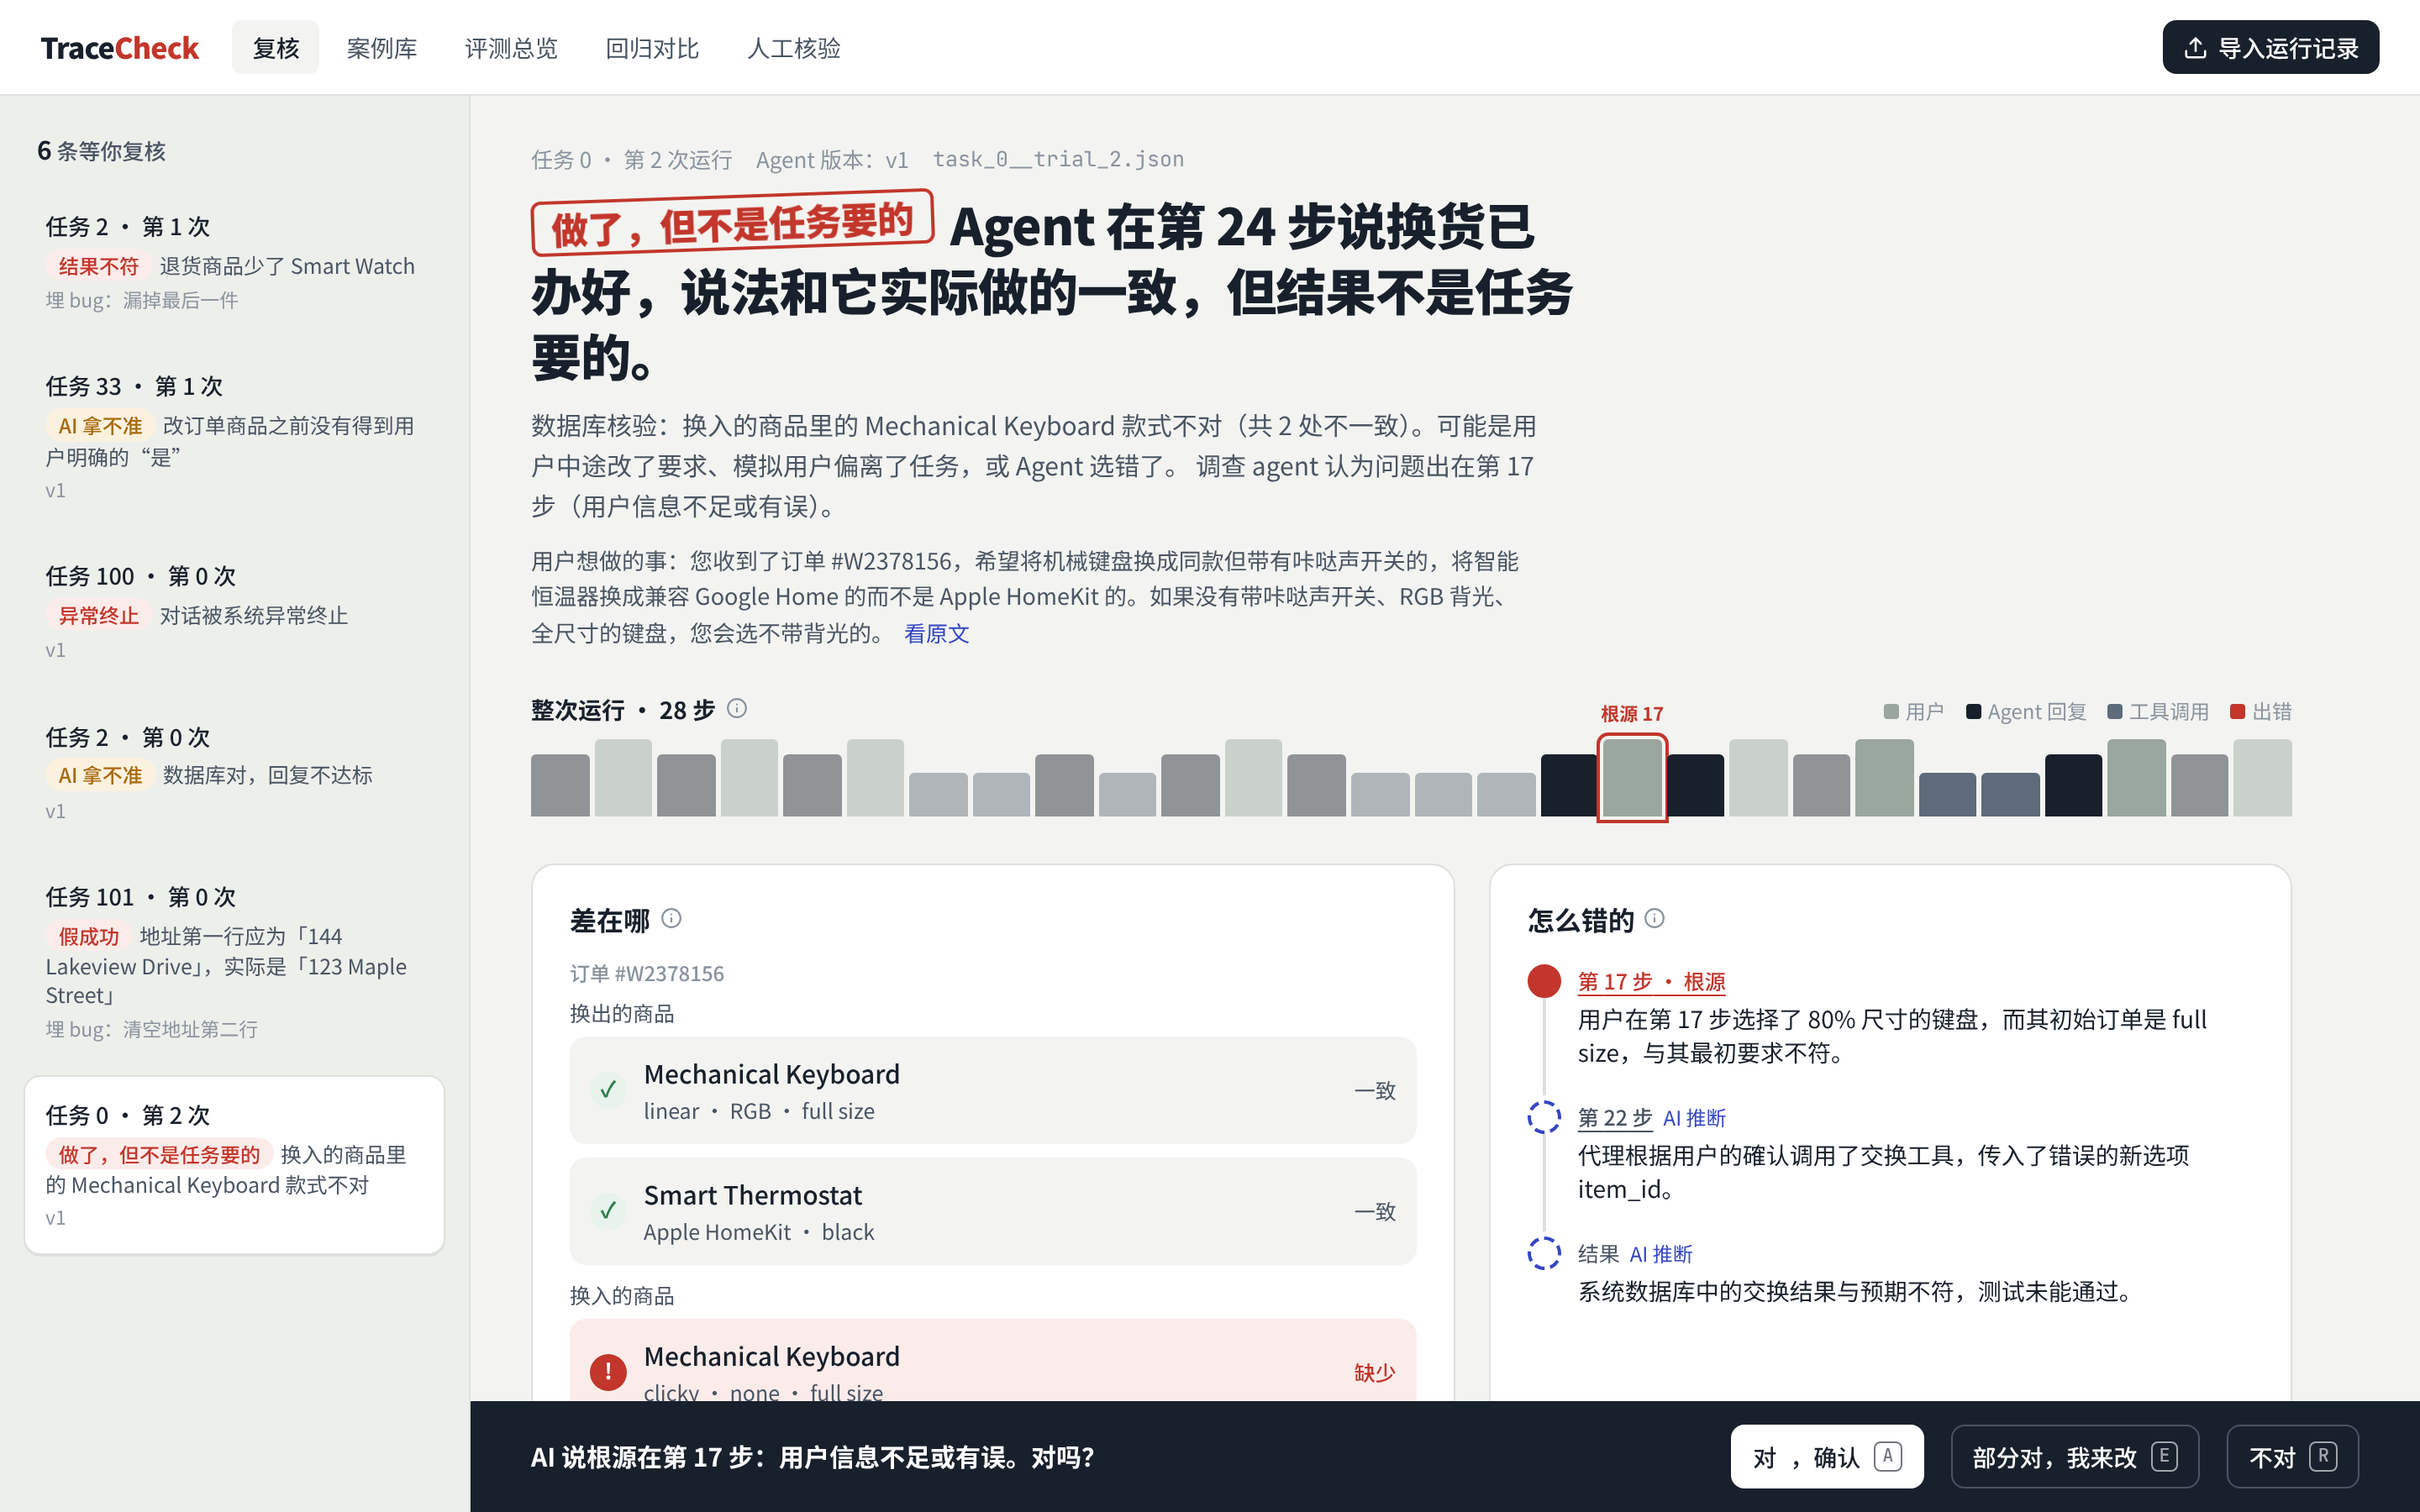 TraceCheck
复核
案例库
评测总览
回归对比
人工核验
导入运行记录
6 条等你复核
任务 2 · 第 1 次
结果不符 退货商品少了 Smart Watch
埋 bug：漏掉最后一件
任务 33 · 第 1 次
AI 拿不准 改订单商品之前没有得到用
户明确的“是”
v1
任务 100 · 第 0 次
异常终止 对话被系统异常终止
v1
任务 2 · 第 0 次
AI 拿不准 数据库对，回复不达标
v1
任务 101 · 第 0 次
假成功 地址第一行应为「144
Lakeview Drive」，实际是「123 Maple
Street」
埋 bug：清空地址第二行
任务 0 · 第 2 次
做了，但不是任务要的 换入的商品里
的 Mechanical Keyboard 款式不对
v1
任务 0 · 第 2 次运行 Agent 版本：v1 task_0__trial_2.json
做了，但不是任务要的 Agent 在第 24 步说换货已
办好，说法和它实际做的一致，但结果不是任务
要的。
数据库核验：换入的商品里的 Mechanical Keyboard 款式不对（共 2 处不一致）。可能是用
户中途改了要求、模拟用户偏离了任务，或 Agent 选错了。 调查 agent 认为问题出在第 17
步（用户信息不足或有误）。
用户想做的事：您收到了订单 #W2378156，希望将机械键盘换成同款但带有咔哒声开关的，将智能
恒温器换成兼容 Google Home 的而不是 Apple HomeKit 的。如果没有带咔哒声开关、RGB 背光、
全尺寸的键盘，您会选不带背光的。 看原文
整次运行 · 28 步
根源 17
用户 Agent 回复 工具调用 出错
差在哪
订单 #W2378156
换出的商品
Mechanical Keyboard
linear · RGB · full size
一致
Smart Thermostat
Apple HomeKit · black
一致
换入的商品
Mechanical Keyboard
clicky · none · full size
缺少
怎么错的
第 17 步 · 根源
用户在第 17 步选择了 80% 尺寸的键盘，而其初始订单是 full
size，与其最初要求不符。
第 22 步 AI 推断
代理根据用户的确认调用了交换工具，传入了错误的新选项
item_id。
结果 AI 推断
系统数据库中的交换结果与预期不符，测试未能通过。
AI 说根源在第 17 步：用户信息不足或有误。对吗？
对 ，确认 A
部分对，我来改 E
不对 R